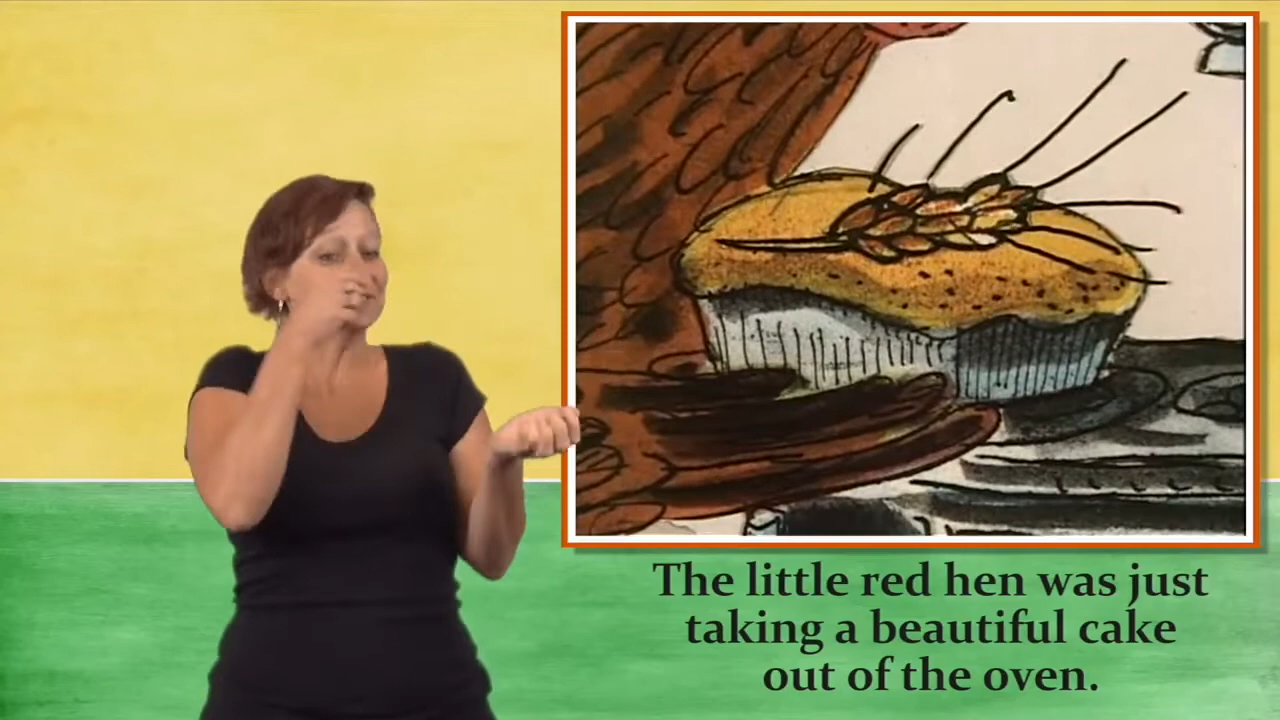 The little red hen was just
taking a beautiful cake
out of the oven.